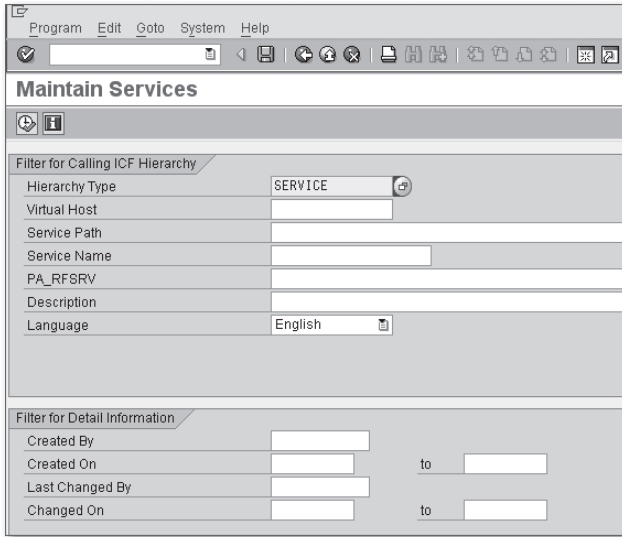 Program Edit Goto System Help
Maintain Services
Filter for Calling ICF Hierarchy
Hierarchy Type SERVICE
Virtual Host
Service Path
Service Name
PA_RFSRV
Description
Language English
Filter for Detail Information
Created By
Created On to
Last Changed By
Changed On to